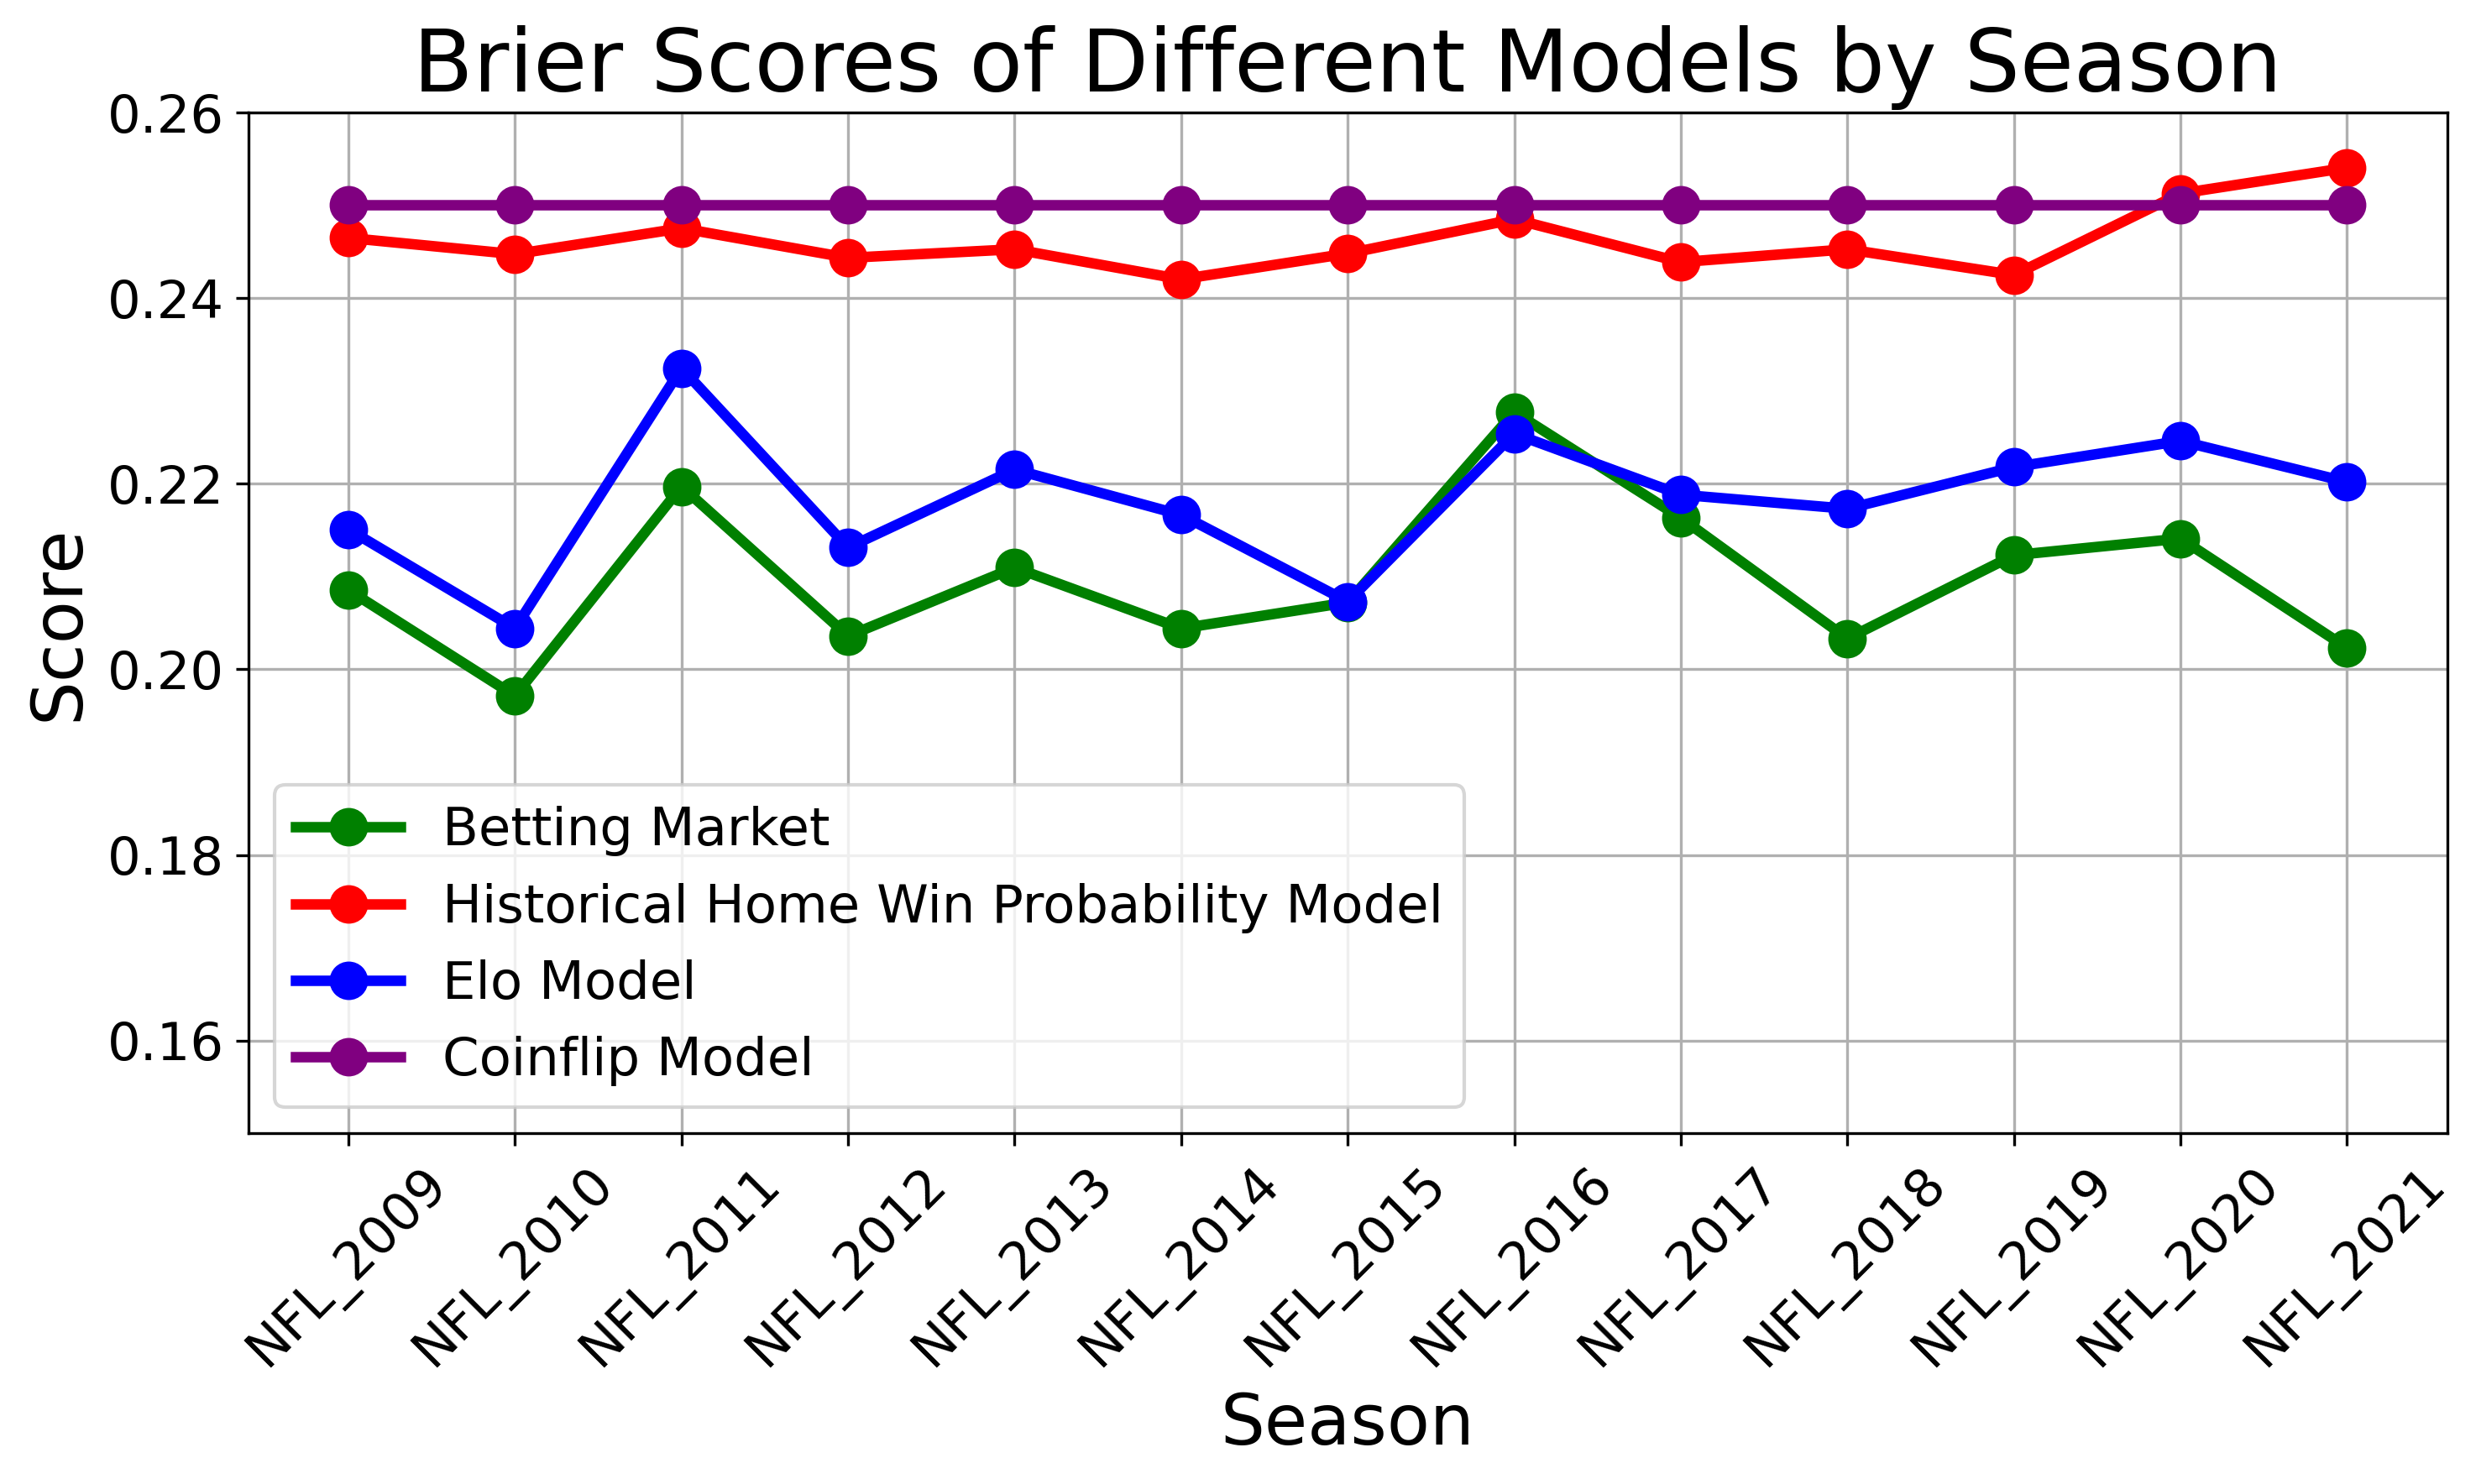 Brier Scores of Different Models by Season
0.26
0.24
0.22
0.20
0.18
0.16
Score
Betting Market
Historical Home Win Probability Model
Elo Model
Coinflip Model
NFL_2009
NFL_2010
NFL_2011
NFL_2012
NFL_2013
NFL_2014
NFL_2015
NFL_2016
NFL_2017
NFL_2018
NFL_2019
NFL_2020
NFL_2021
Season